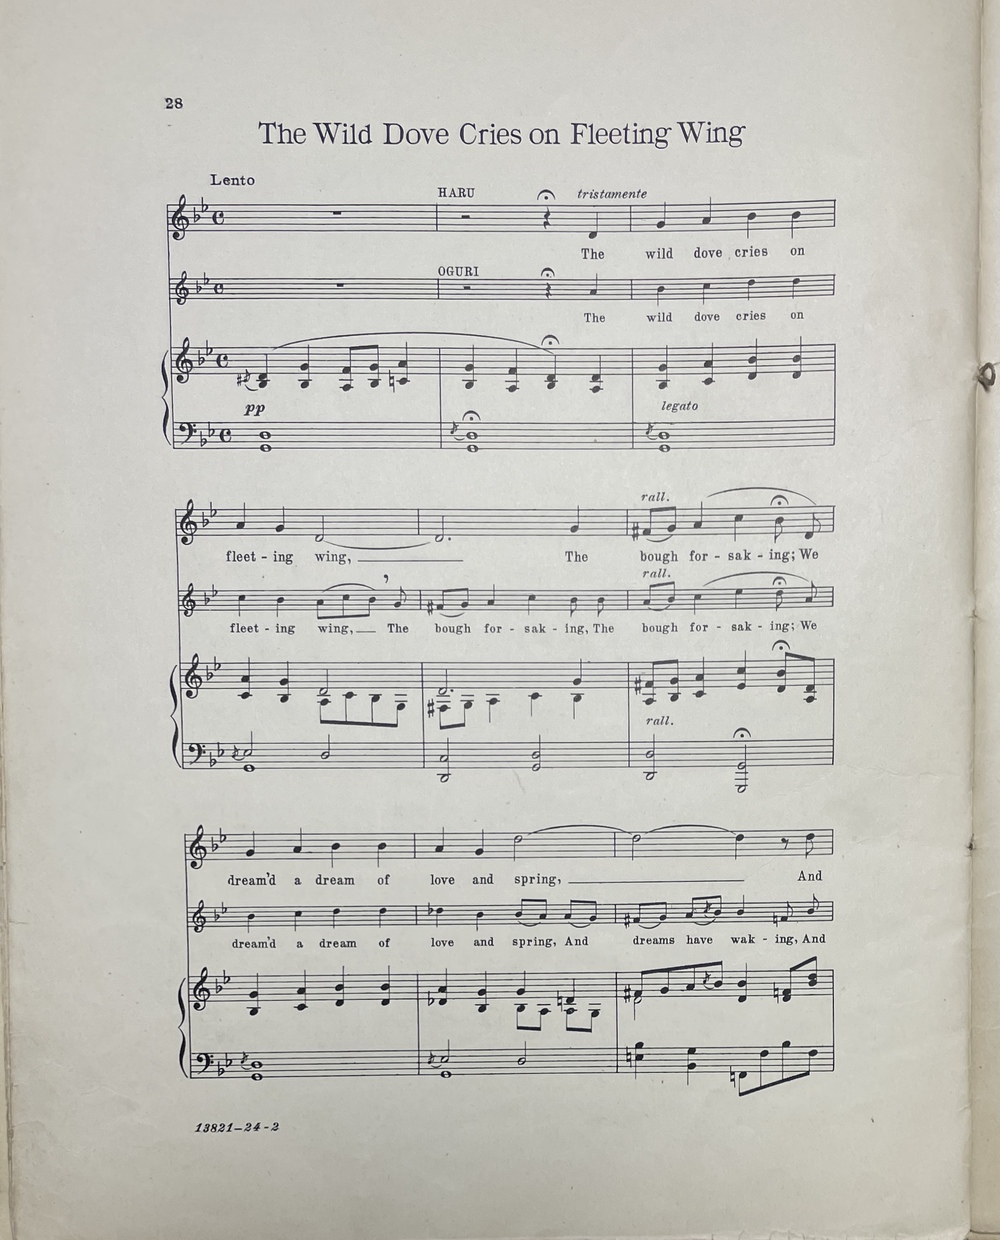 28
The Wild Dove Cries on Fleeting Wing
Lento
HARU tristamente
The wild dove cries on
OGURI
The wild dove cries on
pp legato
rall.
fleet - ing wing, The bough for - sak - ing; We
rall.
fleet - ing wing, The bough for - sak - ing, The bough for - sak - ing; We
rall.
dream'd a dream of love and spring, And
dream'd a dream of love and spring, And dreams have wak - ing, And
13821-24-2